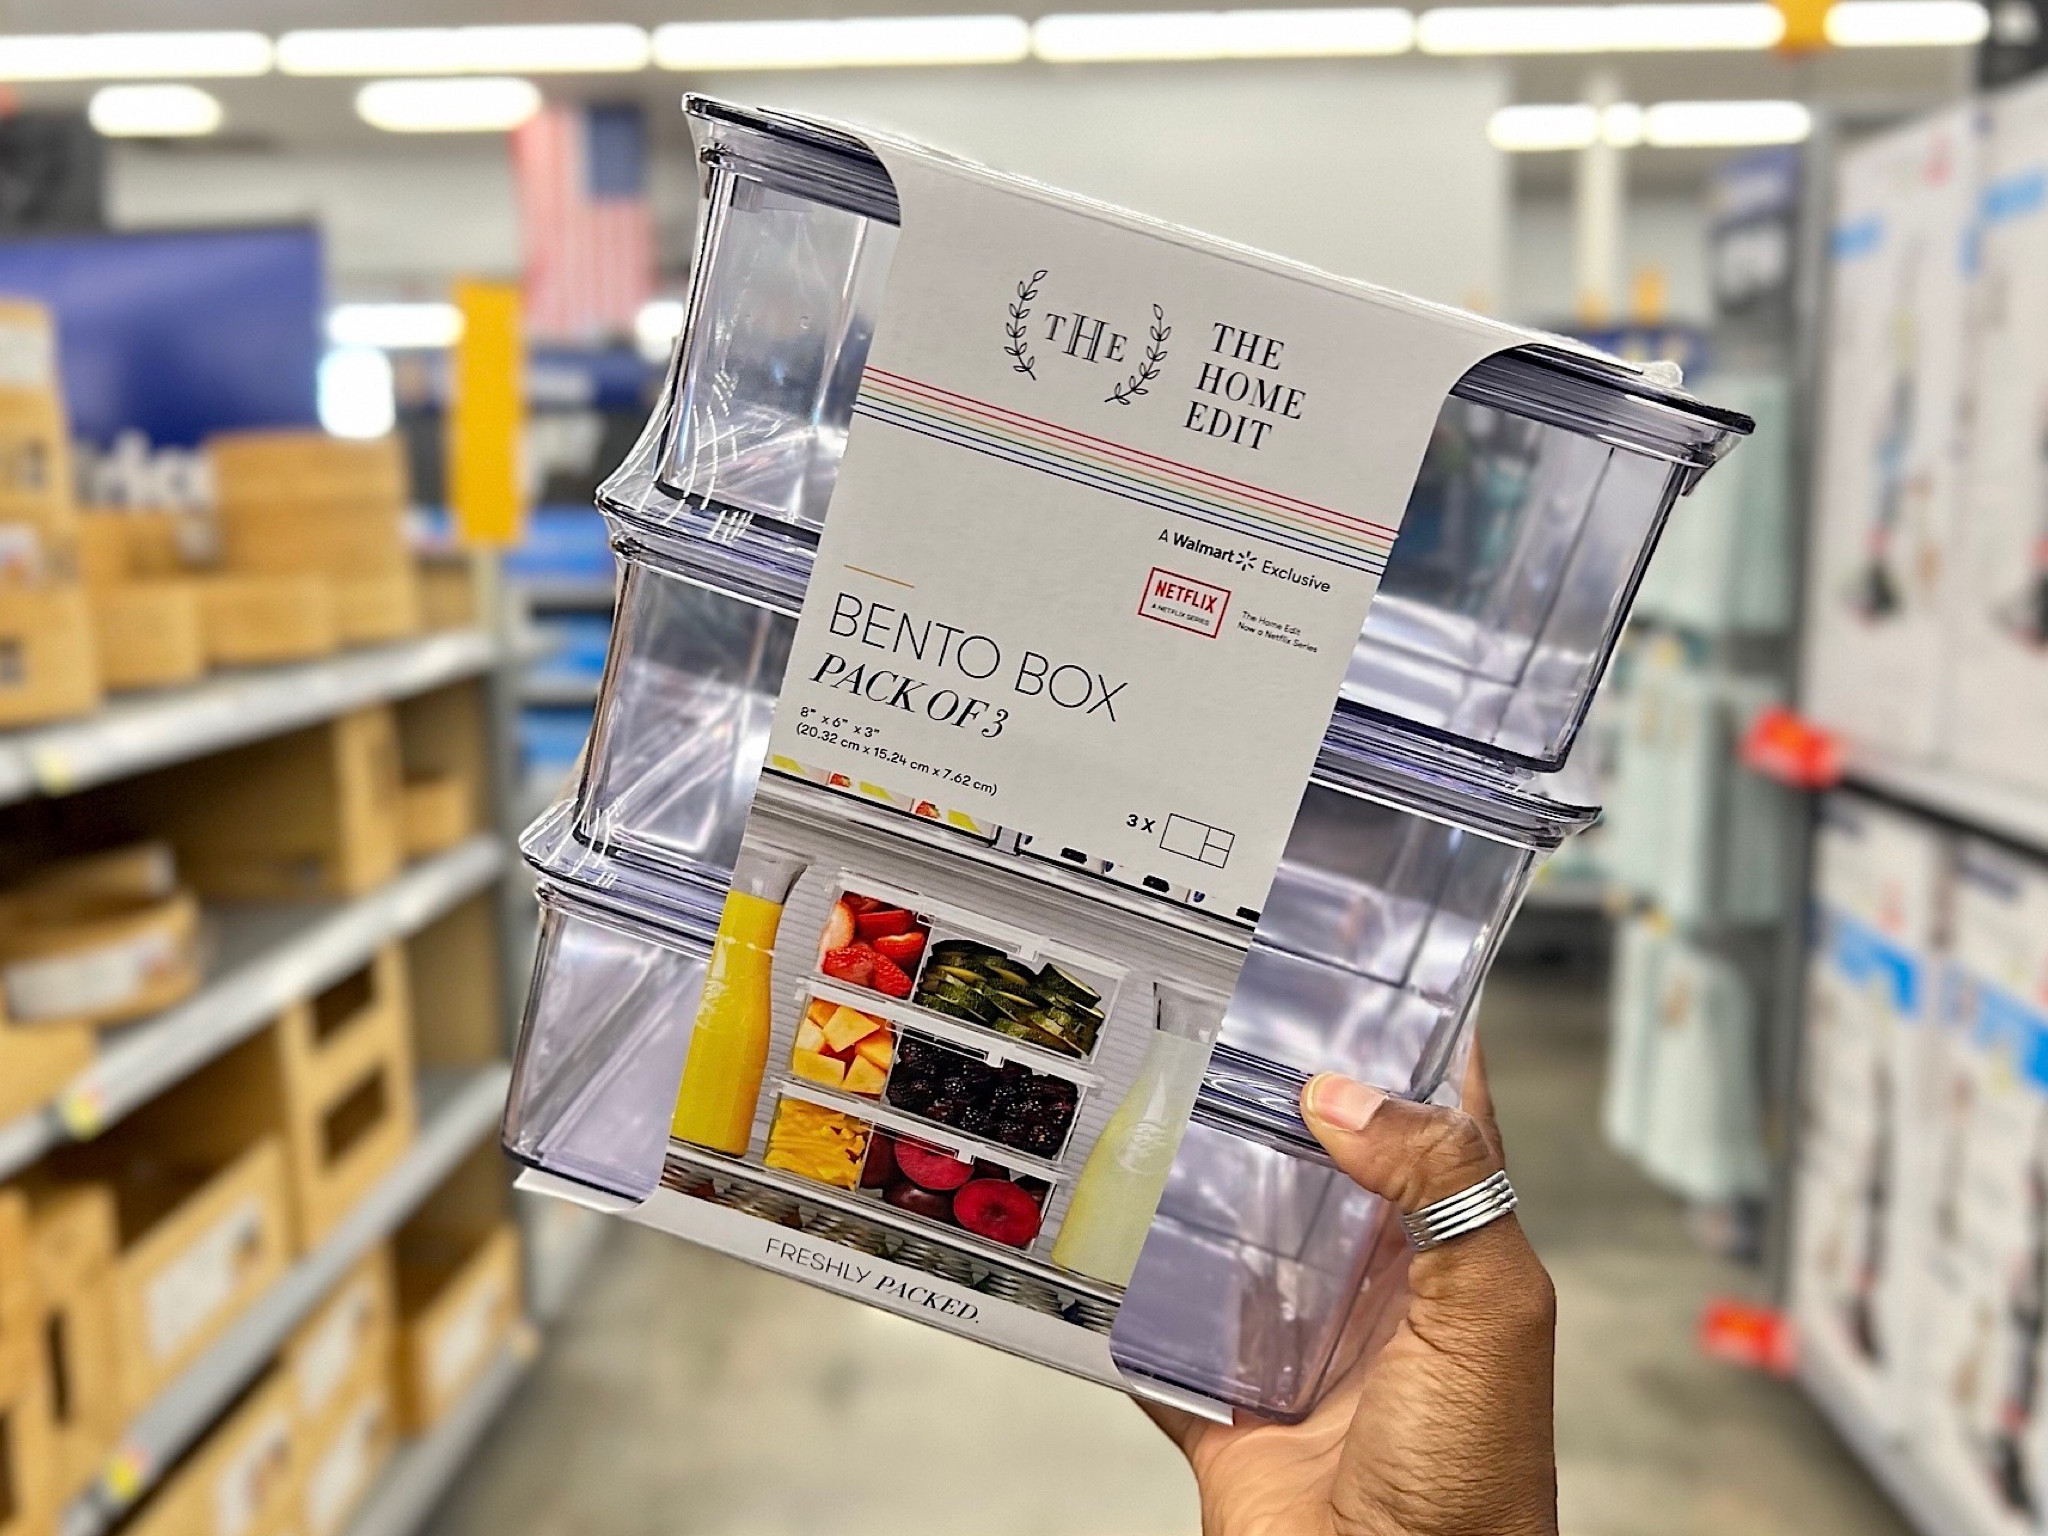 THE
THE
HOME
EDIT
A Walmart Exclusive
NETFLIX
A NETFLIX SERIES
The Home Edit
Now a Netflix Series
BENTO BOX
PACK OF 3
8" x 6" x 3"
(20.32 cm x 15.24 cm x 7.62 cm)
3 X
FRESHLY PACKED.